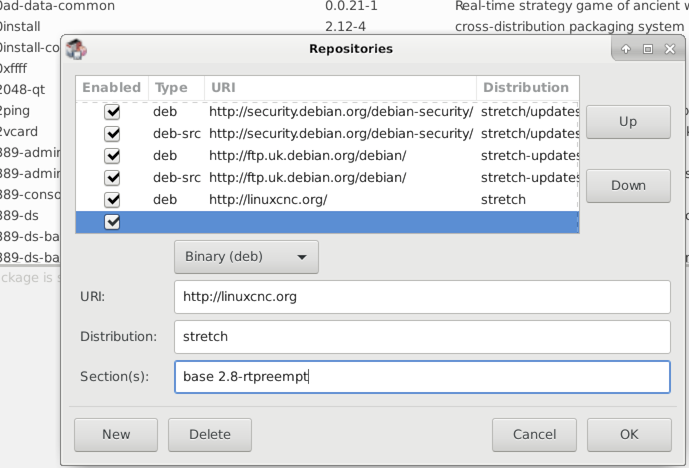 0ad-data-common 0.0.21-1 Real-time strategy game of ancient w
0install 2.12-4 cross-distribution packaging system
0install-co
Repositories
0xffff
2048-qt
2ping
2vcard
389-admin
389-admin
389-conso
389-ds
389-ds-ba
389-ds-ba
ckage is s
Enabled Type URI Distribution
deb http://security.debian.org/debian-security/ stretch/updates
deb-src http://security.debian.org/debian-security/ stretch/updates
deb http://ftp.uk.debian.org/debian/ stretch-updates
deb-src http://ftp.uk.debian.org/debian/ stretch-updates
deb http://linuxcnc.org/ stretch
Up
Down
Binary (deb)
URI: http://linuxcnc.org
Distribution: stretch
Section(s): base 2.8-rtpreempt
New Delete Cancel OK